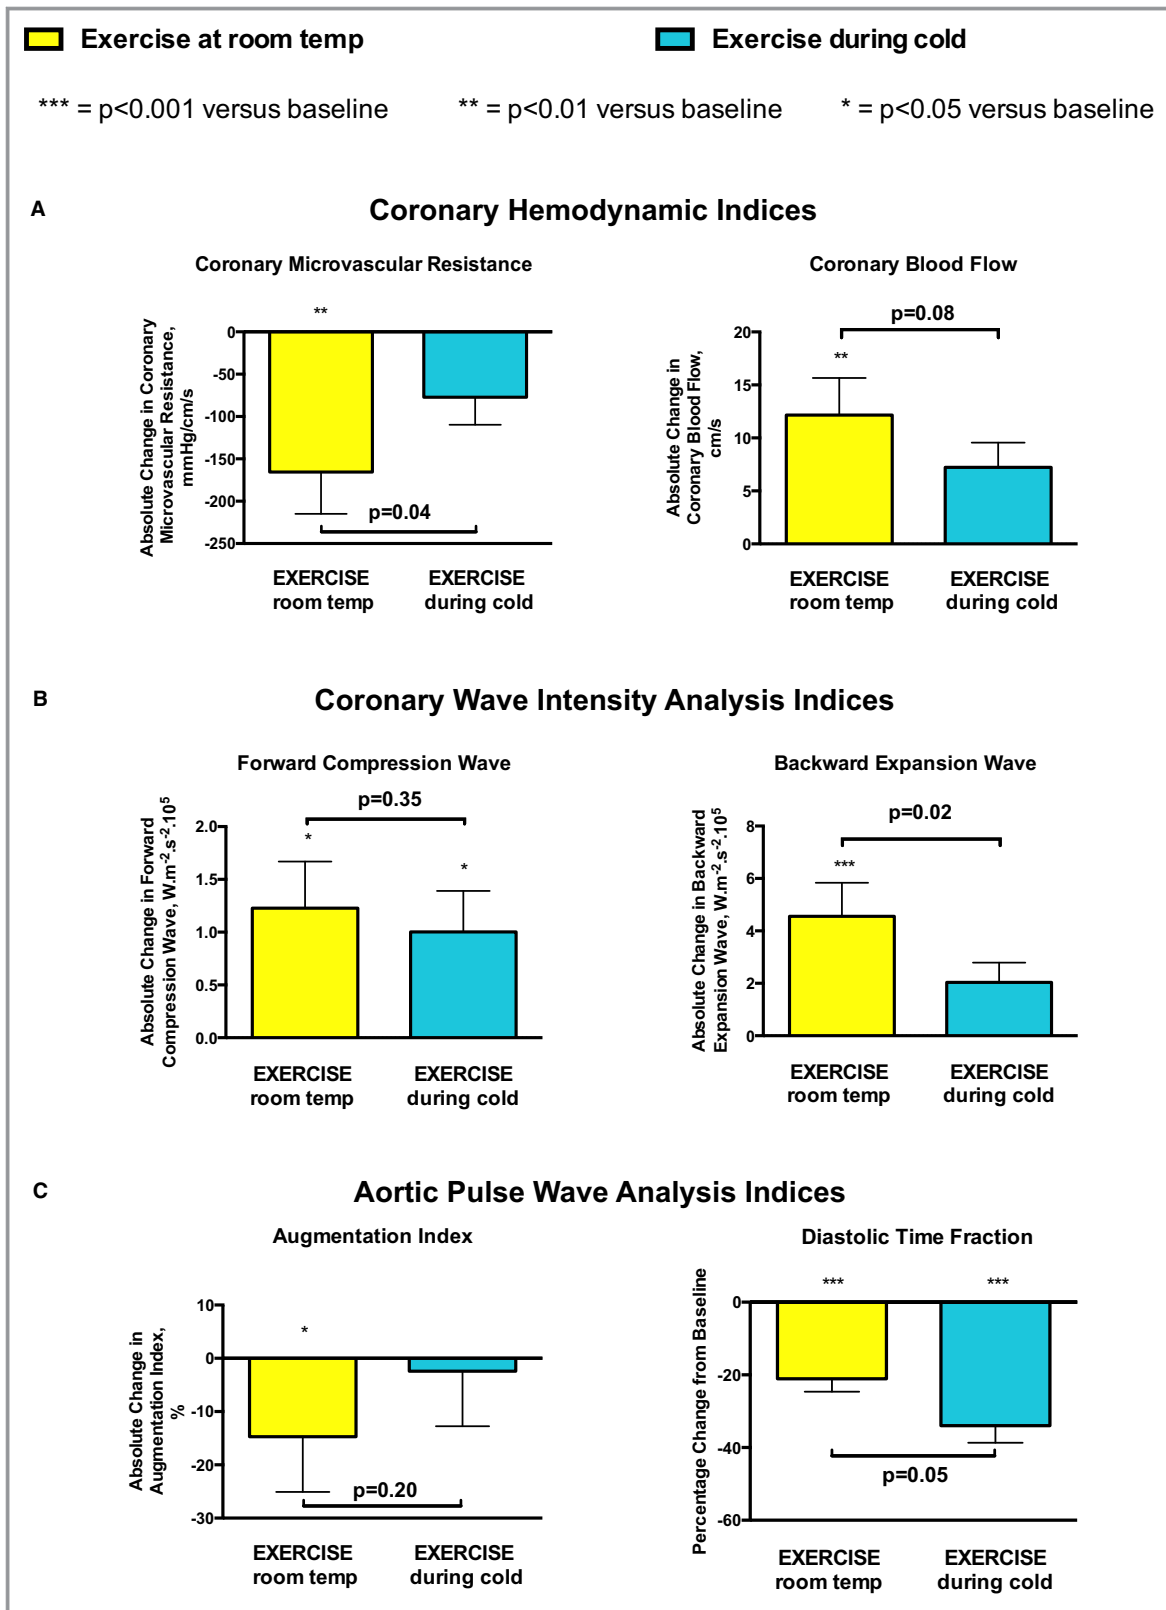 Exercise at room temp
Exercise during cold
*** = p<0.001 versus baseline
** = p<0.01 versus baseline
* = p<0.05 versus baseline
A
Coronary Hemodynamic Indices
Coronary Microvascular Resistance
Absolute Change in Coronary
Microvascular Resistance,
mmHg/cm/s
0
-50
-100
-150
-200
-250
**
p=0.04
EXERCISE
room temp
EXERCISE
during cold
Coronary Blood Flow
Absolute Change in
Coronary Blood Flow,
cm/s
20
15
10
5
0
p=0.08
**
EXERCISE
room temp
EXERCISE
during cold
B
Coronary Wave Intensity Analysis Indices
Forward Compression Wave
Absolute Change in Forward
Compression Wave, W.m⁻².s⁻².10⁵
2.0
1.5
1.0
0.5
0.0
p=0.35
*
*
EXERCISE
room temp
EXERCISE
during cold
Backward Expansion Wave
Absolute Change in Backward
Expansion Wave, W.m⁻².s⁻².10⁵
8
6
4
2
0
p=0.02
***
EXERCISE
room temp
EXERCISE
during cold
C
Aortic Pulse Wave Analysis Indices
Augmentation Index
Absolute Change in
Augmentation Index,
%
10
0
-10
-20
-30
*
p=0.20
EXERCISE
room temp
EXERCISE
during cold
Diastolic Time Fraction
Percentage Change from Baseline
0
-20
-40
-60
***
***
p=0.05
EXERCISE
room temp
EXERCISE
during cold